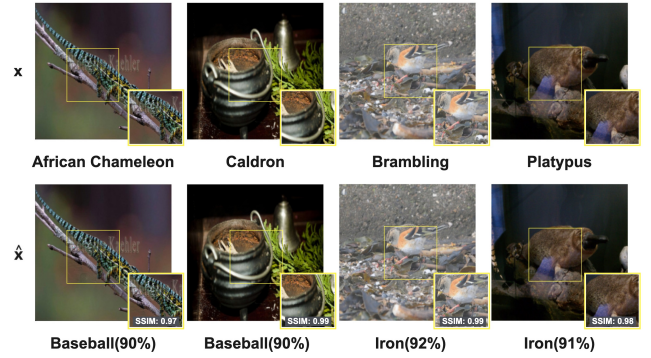 x
African Chameleon
Caldron
Brambling
Platypus
x̂
SSIM: 0.97
SSIM: 0.99
SSIM: 0.99
SSIM: 0.98
Baseball(90%)
Baseball(90%)
Iron(92%)
Iron(91%)